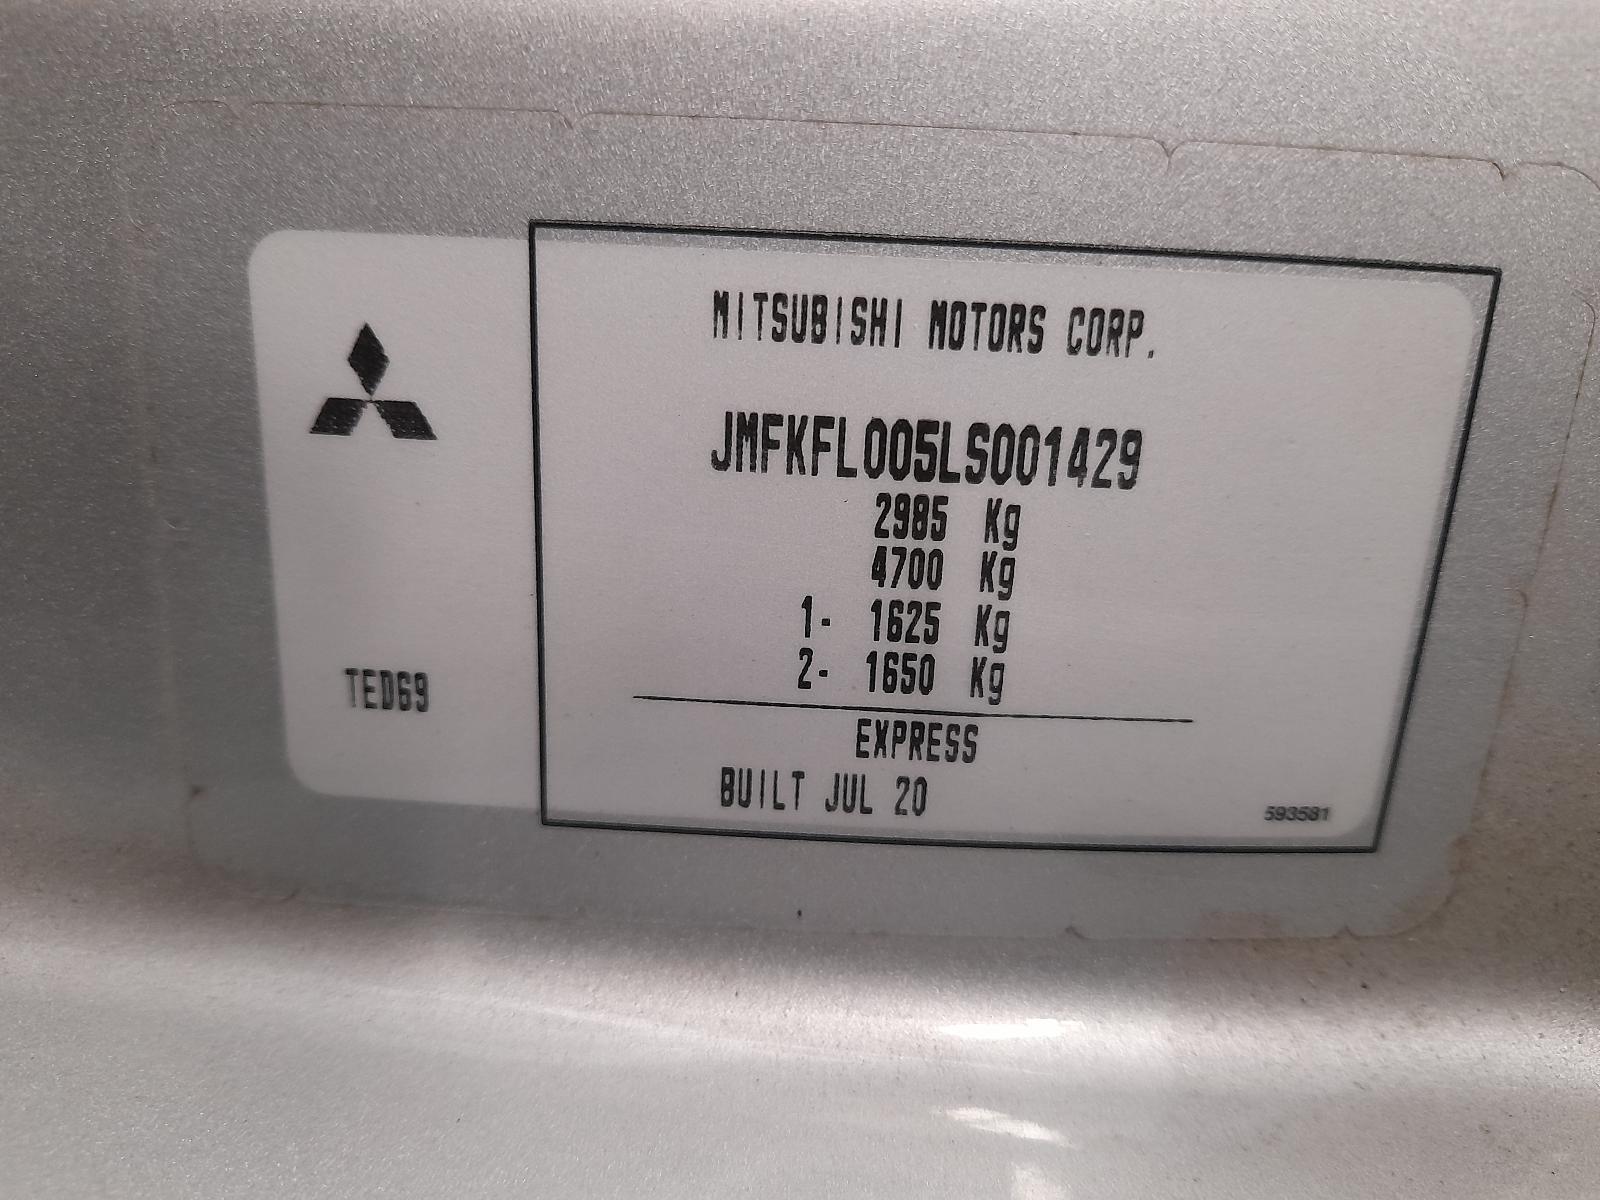 MITSUBISHI MOTORS CORP.
JMFKFL005LS001429
2985 Kg
4700 Kg
1- 1625 Kg
2- 1650 Kg
TED69
EXPRESS
BUILT JUL 20
593581